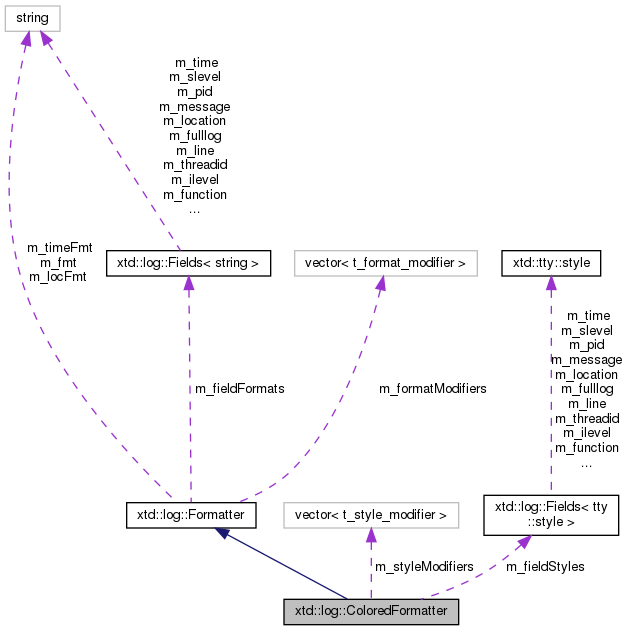 string
m_time
m_slevel
m_pid
m_message
m_location
m_fulllog
m_line
m_threadid
m_ilevel
m_function
...
m_timeFmt
m_fmt
m_locFmt
xtd::log::Fields< string >
vector< t_format_modifier >
xtd::tty::style
m_time
m_slevel
m_pid
m_message
m_location
m_fulllog
m_line
m_threadid
m_ilevel
m_function
...
m_fieldFormats
m_formatModifiers
xtd::log::Formatter
vector< t_style_modifier >
xtd::log::Fields< tty
::style >
m_styleModifiers
m_fieldStyles
xtd::log::ColoredFormatter